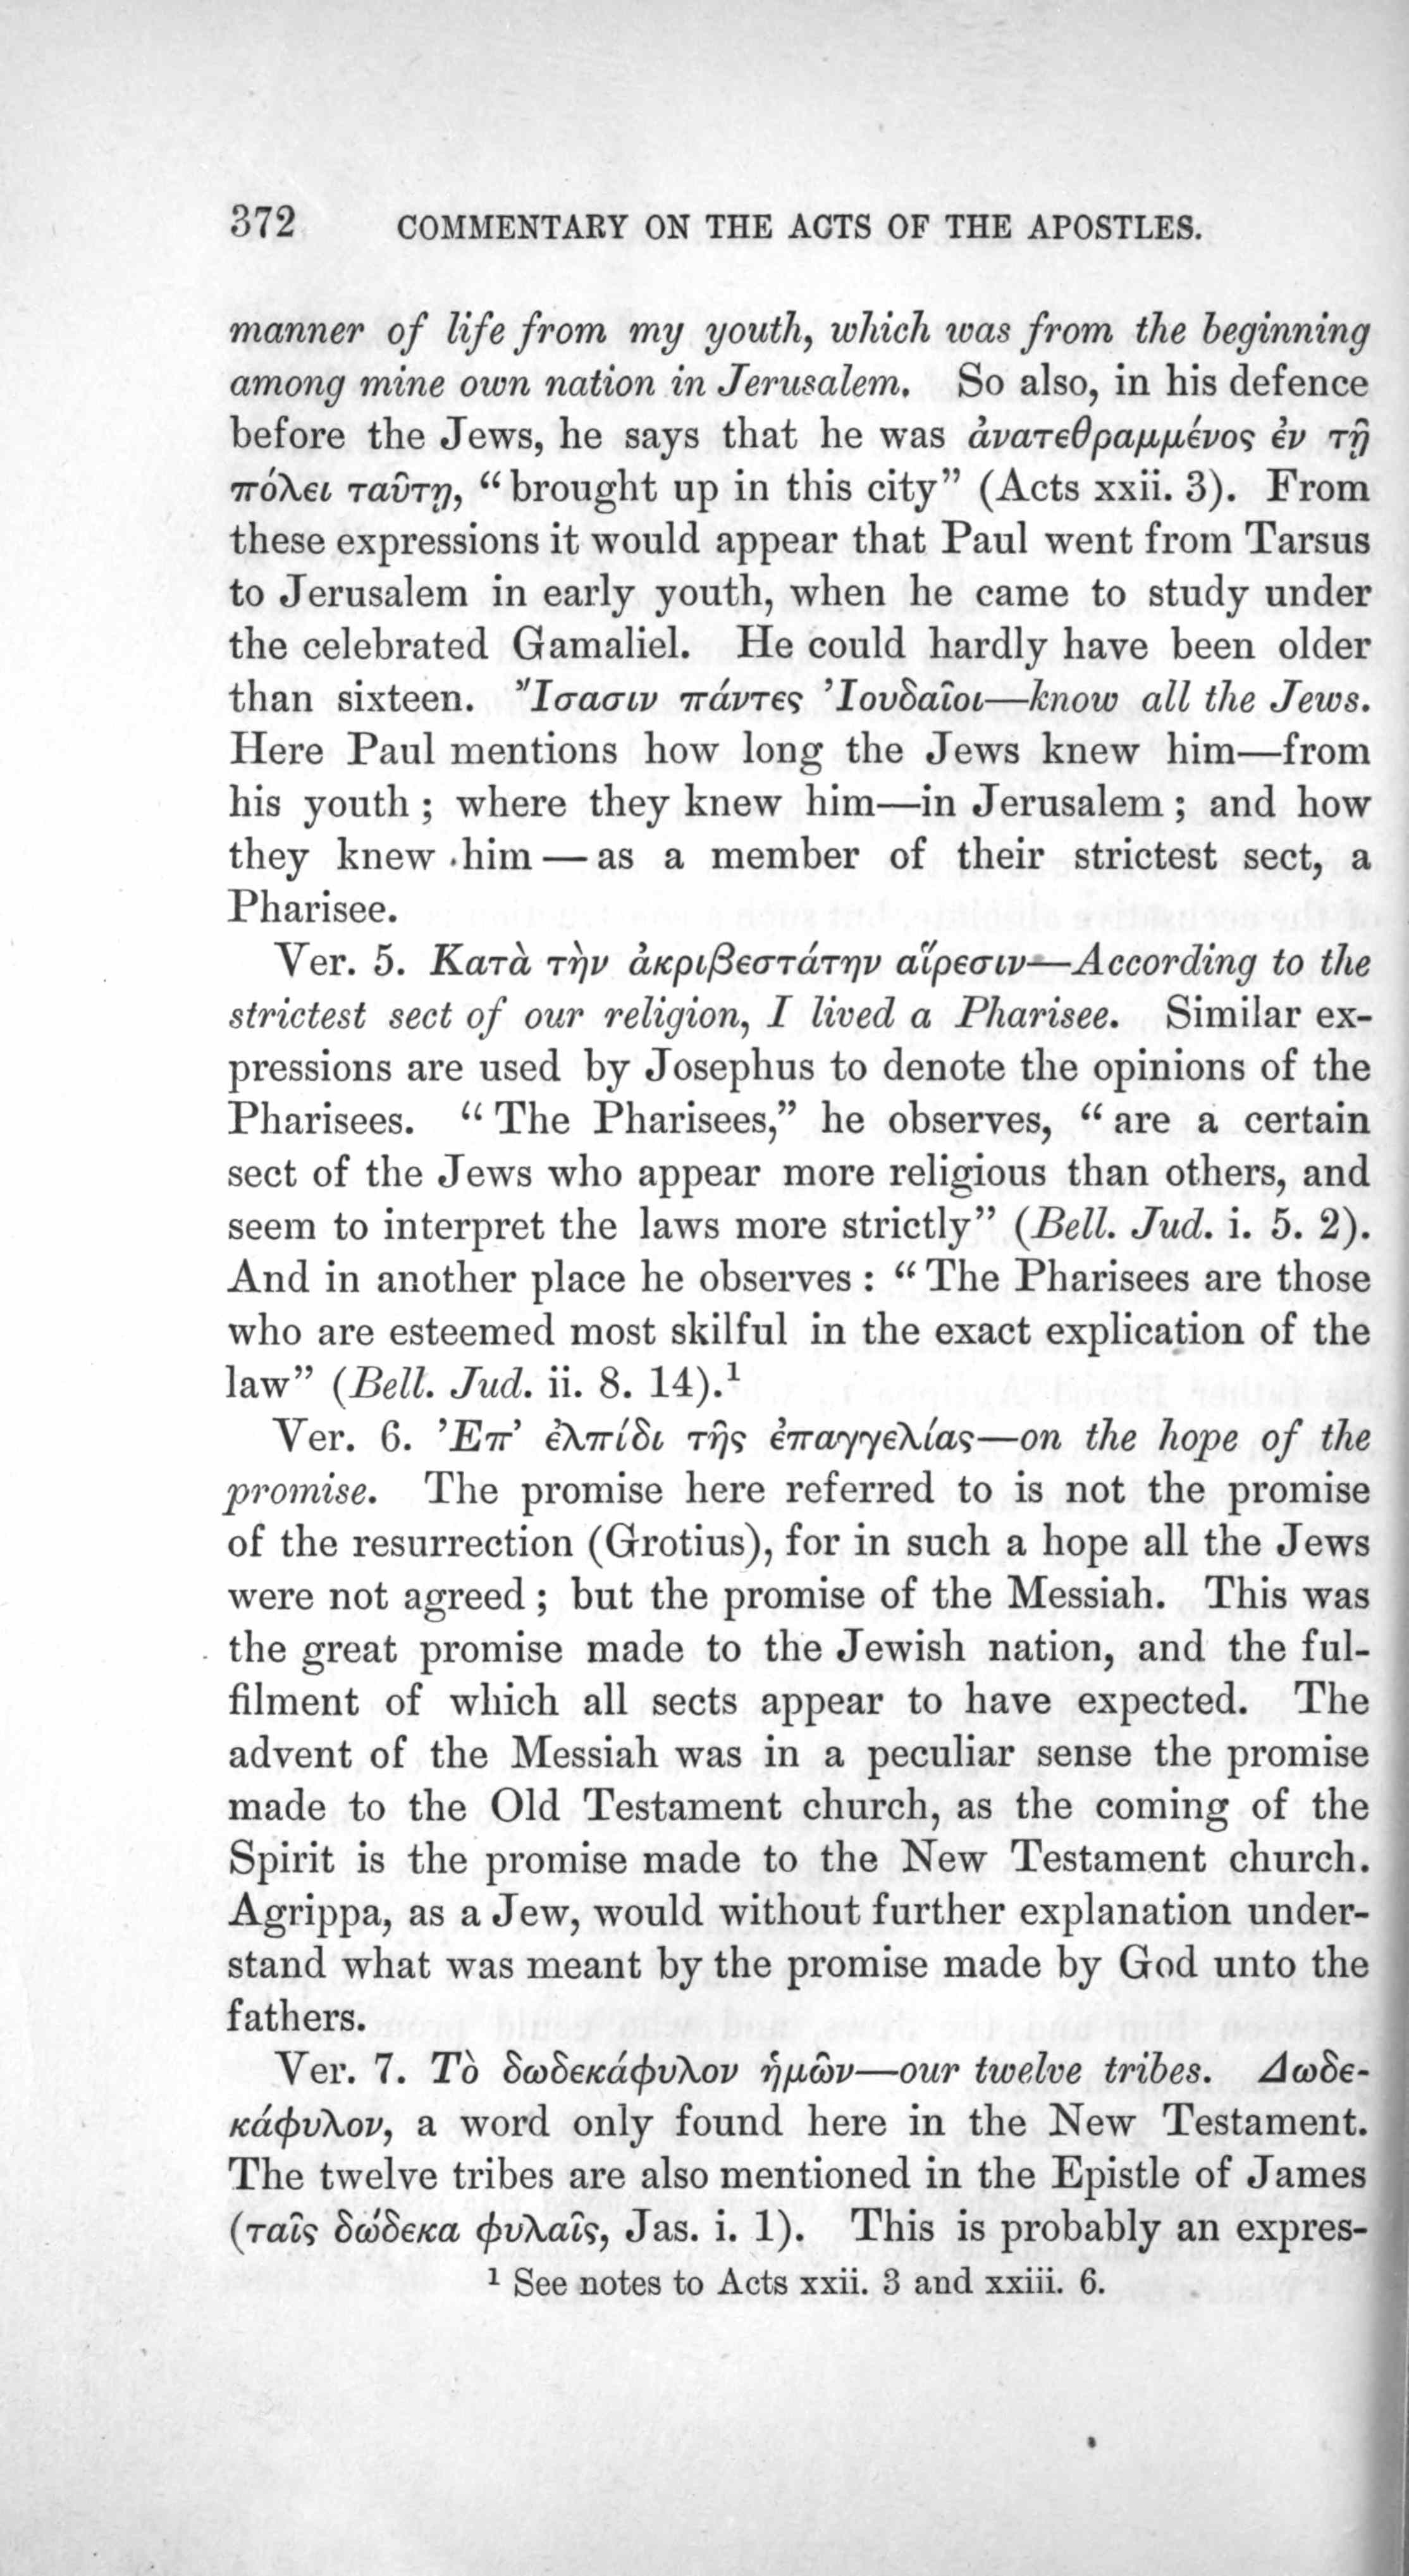 372 COMMENTARY ON THE ACTS OF THE APOSTLES.
manner of life from my youth, which was from the beginning
among mine own nation in Jerusalem. So also, in his defence
before the Jews, he says that he was ἀνατεθραμμένος ἐν τῇ
πόλει ταῦτῃ, “brought up in this city” (Acts xxii. 3). From
these expressions it would appear that Paul went from Tarsus
to Jerusalem in early youth, when he came to study under
the celebrated Gamaliel. He could hardly have been older
than sixteen. Ἴσασιν πάντες Ἰουδαῖοι—know all the Jews.
Here Paul mentions how long the Jews knew him—from
his youth ; where they knew him—in Jerusalem ; and how
they knew him — as a member of their strictest sect, a
Pharisee.
Ver. 5. Κατὰ τὴν ἀκριβεστάτην αἵρεσιν—According to the
strictest sect of our religion, I lived a Pharisee. Similar ex-
pressions are used by Josephus to denote the opinions of the
Pharisees. “The Pharisees,” he observes, “are a certain
sect of the Jews who appear more religious than others, and
seem to interpret the laws more strictly” (Bell. Jud. i. 5. 2).
And in another place he observes : “The Pharisees are those
who are esteemed most skilful in the exact explication of the
law” (Bell. Jud. ii. 8. 14).¹
Ver. 6. Ἐπ’ ἐλπίδι τῆς ἐπαγγελίας—on the hope of the
promise. The promise here referred to is not the promise
of the resurrection (Grotius), for in such a hope all the Jews
were not agreed ; but the promise of the Messiah. This was
the great promise made to the Jewish nation, and the ful-
filment of which all sects appear to have expected. The
advent of the Messiah was in a peculiar sense the promise
made to the Old Testament church, as the coming of the
Spirit is the promise made to the New Testament church.
Agrippa, as a Jew, would without further explanation under-
stand what was meant by the promise made by God unto the
fathers.
Ver. 7. Τὸ δωδεκάφυλον ἡμῶν—our twelve tribes. Δωδε-
κάφυλον, a word only found here in the New Testament.
The twelve tribes are also mentioned in the Epistle of James
(ταῖς δώδεκα φυλαῖς, Jas. i. 1). This is probably an expres-
¹ See notes to Acts xxii. 3 and xxiii. 6.